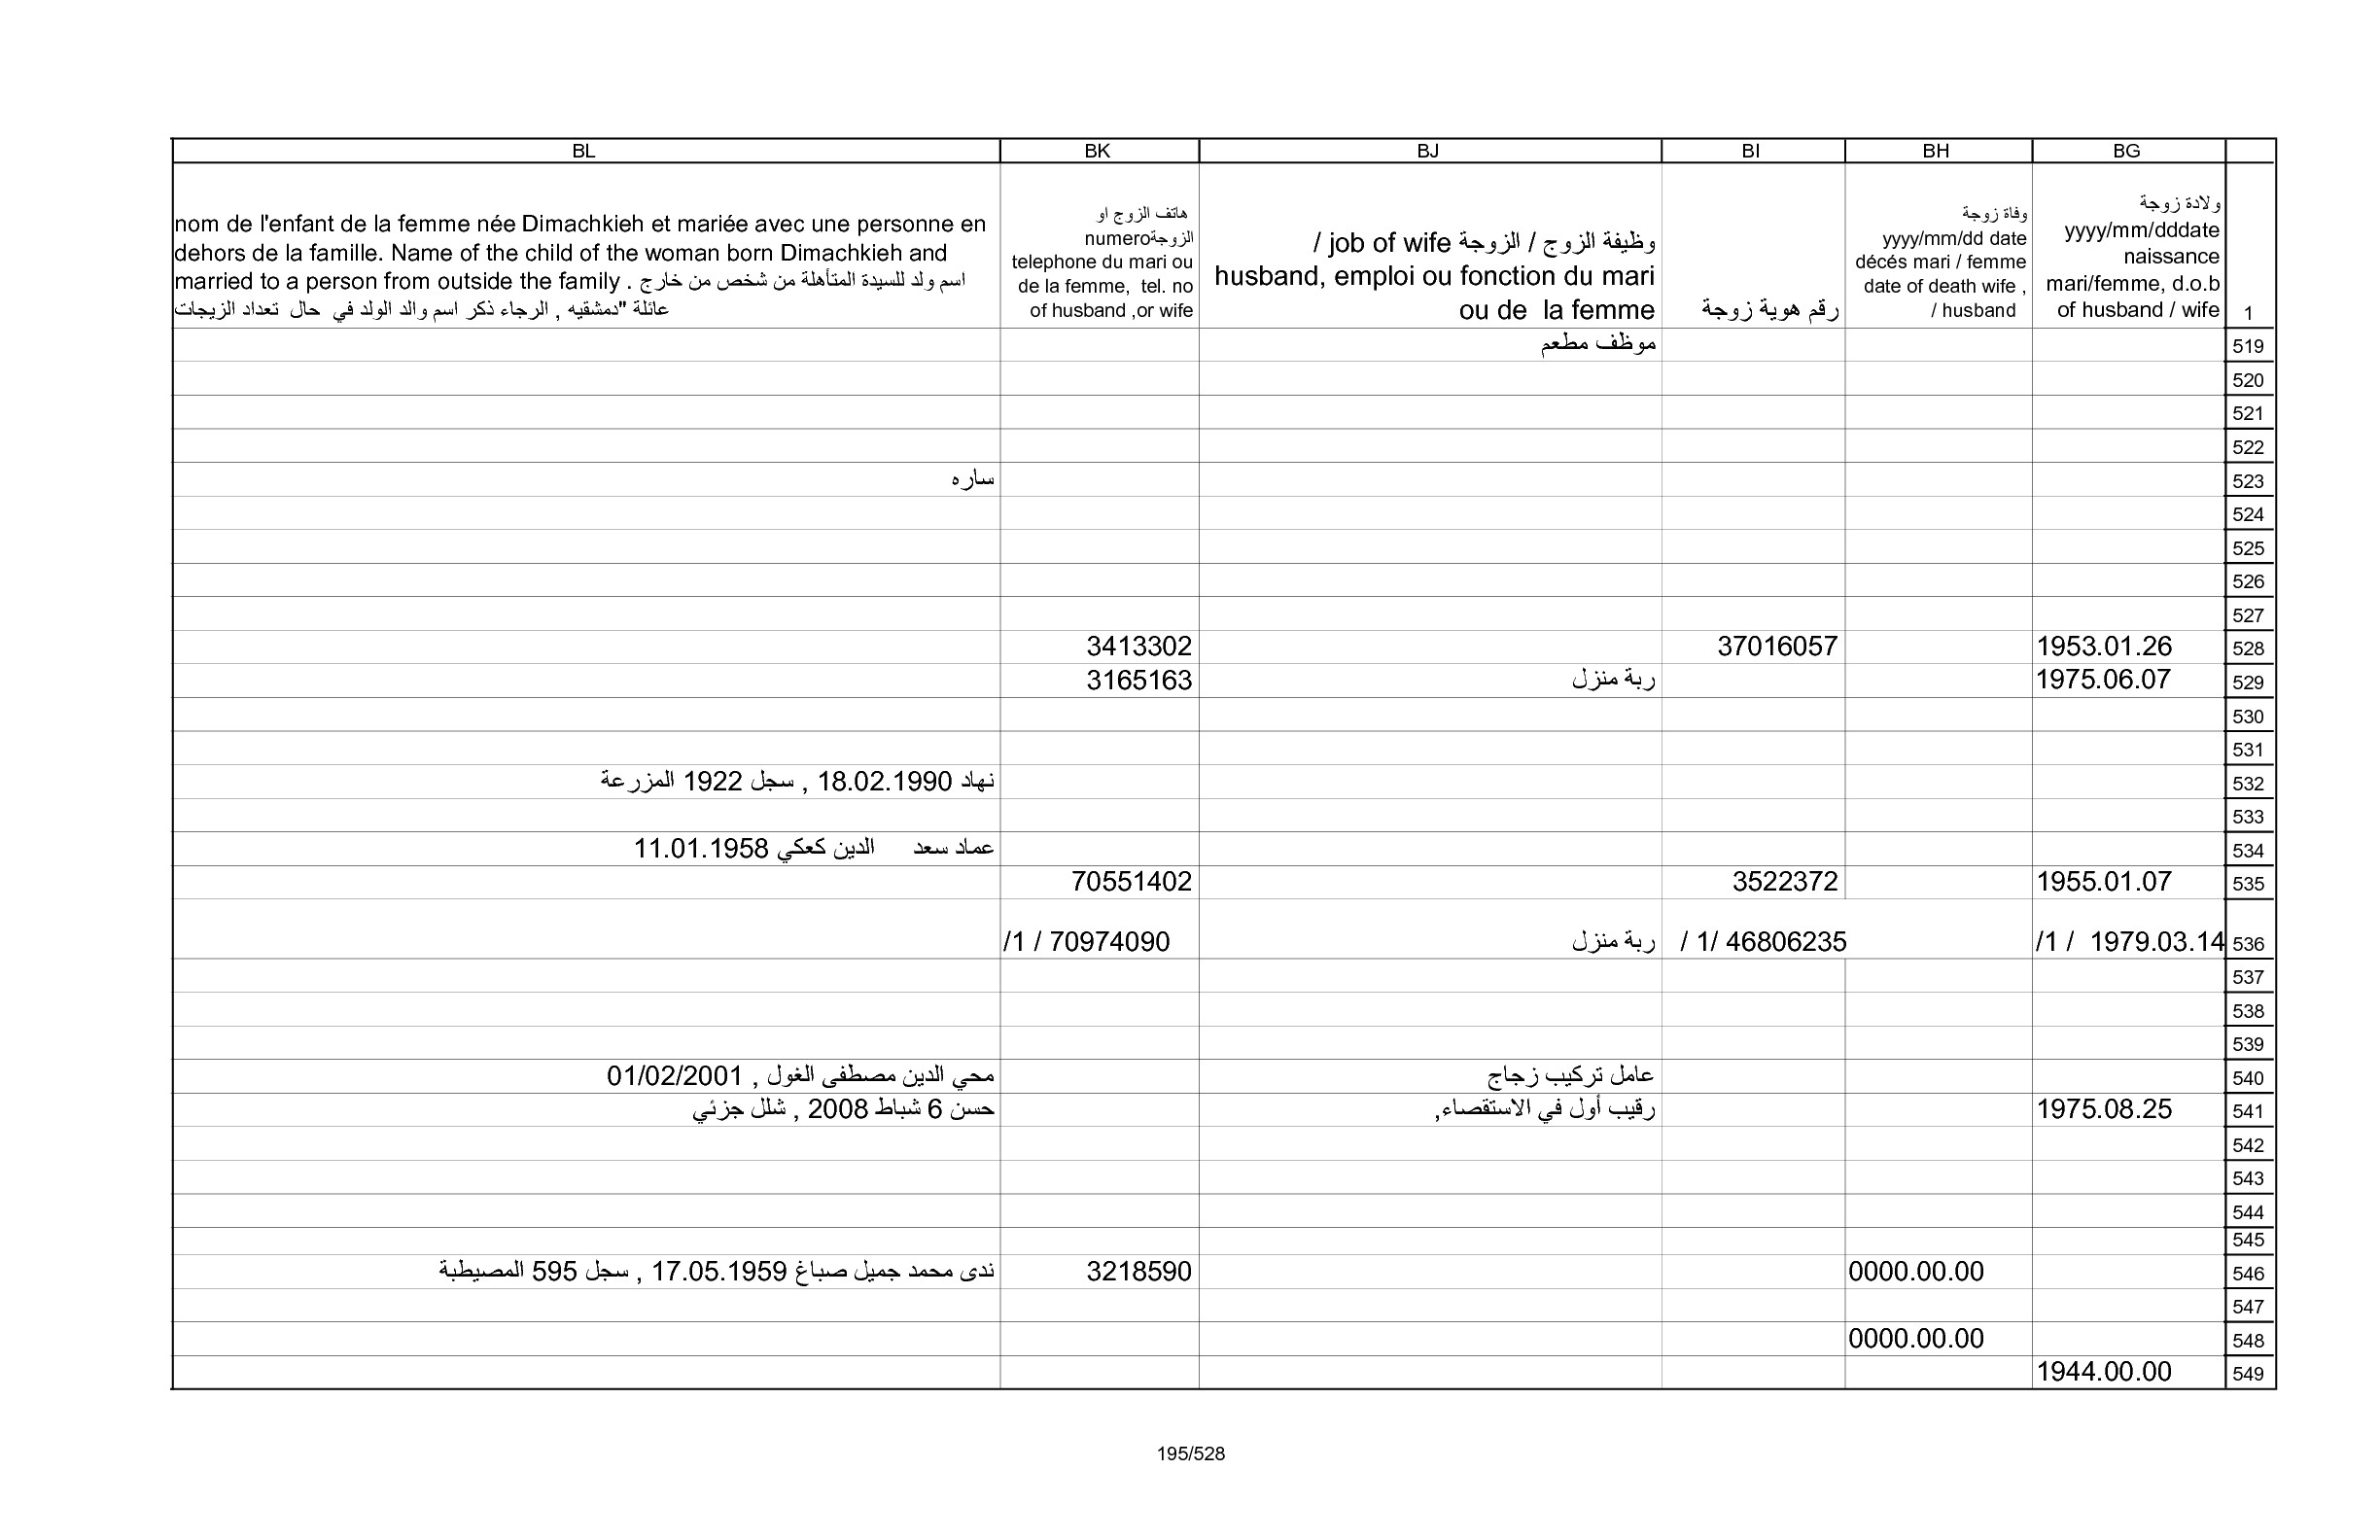 BL BK BJ BI BH BG
nom de l'enfant de la femme née Dimachkieh et mariée avec une personne en
dehors de la famille. Name of the child of the woman born Dimachkieh and
married to a person from outside the family . اسم ولد للسيدة المتأهلة من شخص من خارج
عائلة "دمشقيه , الرجاء ذكر اسم والد الولد في حال تعداد الزيجات
هاتف الزوج او
الزوجةnumero
telephone du mari ou
de la femme, tel. no
of husband ,or wife
وظيفة الزوج / الزوجة job of wife /
husband, emploi ou fonction du mari
ou de la femme
رقم هوية زوجة
وفاة زوجة
yyyy/mm/dd date
décés mari / femme
date of death wife ,
/ husband
ولادة زوجة
yyyy/mm/dddate
naissance
mari/femme, d.o.b
of husband / wife
1
موظف مطعم 519
520
521
522
ساره 523
524
525
526
527
3413302 37016057 1953.01.26 528
3165163 ربة منزل 1975.06.07 529
530
531
نهاد 18.02.1990 , سجل 1922 المزرعة 532
533
عماد سعد الدين كعكي 11.01.1958 534
70551402 3522372 1955.01.07 535
/1 / 70974090 ربة منزل / 1/ 46806235 /1 / 1979.03.14 536
537
538
539
محي الدين مصطفى الغول , 01/02/2001 عامل تركيب زجاج 540
حسن 6 شباط 2008 , شلل جزئي رقيب أول في الاستقصاء, 1975.08.25 541
542
543
544
545
ندى محمد جميل صباغ 17.05.1959 , سجل 595 المصيطبة 3218590 0000.00.00 546
547
0000.00.00 548
1944.00.00 549
195/528